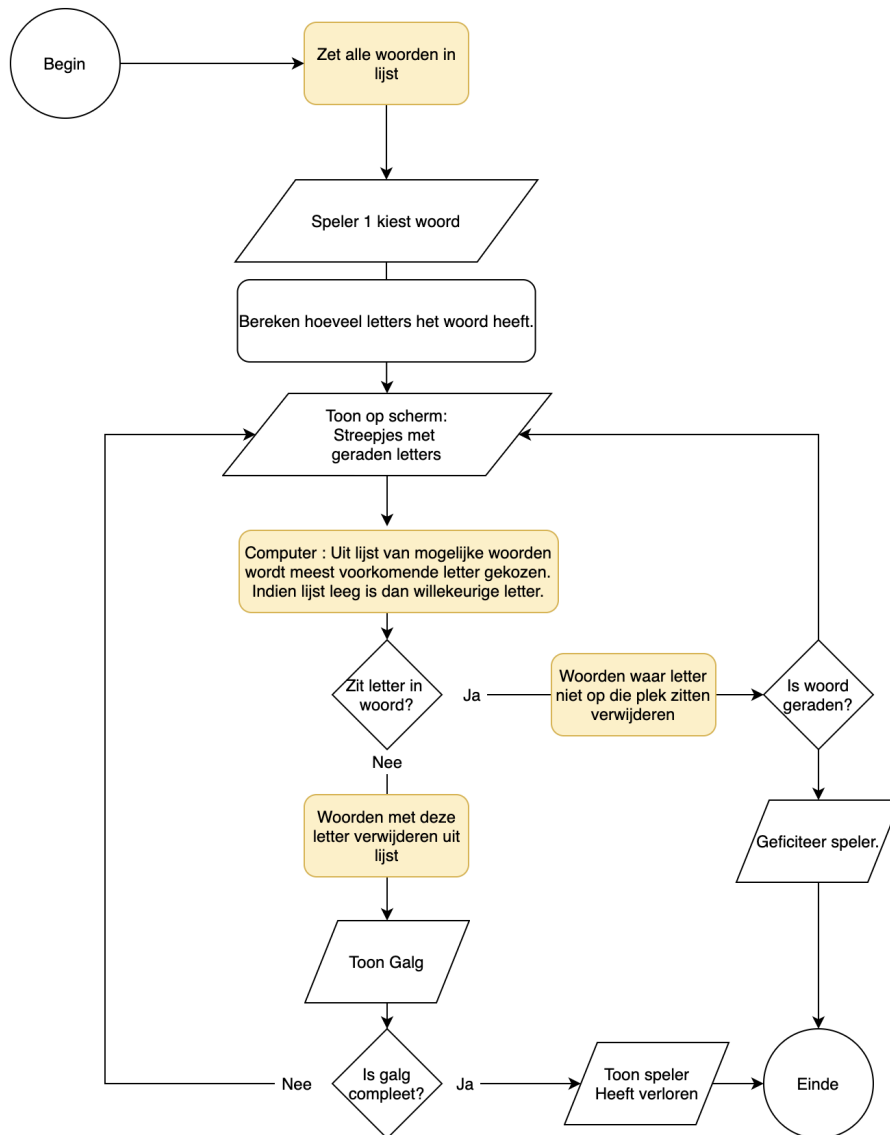 Begin
Zet alle woorden in
lijst
Speler 1 kiest woord
Bereken hoeveel letters het woord heeft.
Toon op scherm:
Streepjes met
geraden letters
Computer : Uit lijst van mogelijke woorden
wordt meest voorkomende letter gekozen.
Indien lijst leeg is dan willekeurige letter.
Zit letter in
woord?
Ja
Woorden waar letter
niet op die plek zitten
verwijderen
Is woord
geraden?
Nee
Woorden met deze
letter verwijderen uit
lijst
Geficiteer speler.
Toon Galg
Nee
Is galg
compleet?
Ja
Toon speler
Heeft verloren
Einde